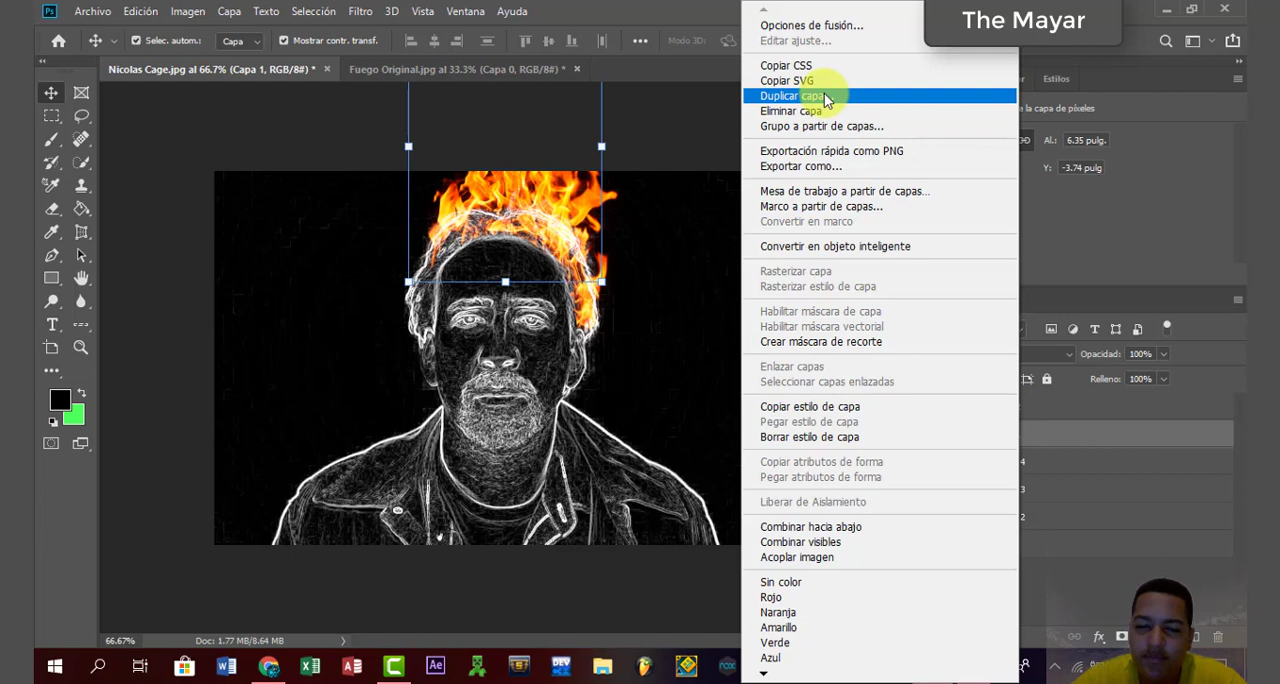 The Mayar
Archivo Edición Imagen Capa Texto Selección Filtro 3D Vista Ventana Ayuda
Selec. autom.: Capa Mostrar contr. transf. Modo 3D:
Nicolas Cage.jpg al 66.7% (Capa 1, RGB/8#) * Fuego Original.jpg al 33.3% (Capa 0, RGB/8#) *
Estilos
la capa de píxeles
Al.: 6.35 pulg.
Y: -3.74 pulg
Opciones de fusión...
Editar ajuste...
Copiar CSS
Copiar SVG
Duplicar capa
Eliminar capa
Grupo a partir de capas...
Exportación rápida como PNG
Exportar como...
Mesa de trabajo a partir de capas...
Marco a partir de capas...
Convertir en marco
Convertir en objeto inteligente
Rasterizar capa
Rasterizar estilo de capa
Habilitar máscara de capa
Habilitar máscara vectorial
Crear máscara de recorte
Enlazar capas
Seleccionar capas enlazadas
Copiar estilo de capa
Pegar estilo de capa
Borrar estilo de capa
Copiar atributos de forma
Pegar atributos de forma
Liberar de Aislamiento
Combinar hacia abajo
Combinar visibles
Acoplar imagen
Sin color
Rojo
Naranja
Amarillo
Verde
Azul
Opacidad: 100%
Relleno: 100%
4
3
2
66.67% Doc: 1.77 MB/8.64 MB